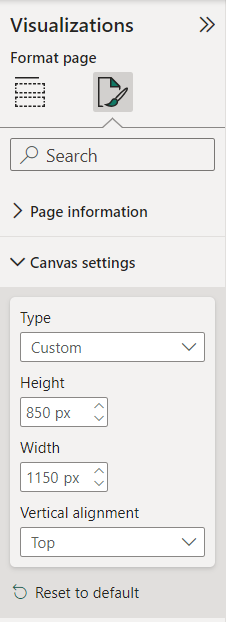 Visualizations
Format page
Search
Page information
Canvas settings
Type
Custom
Height
850 px
Width
1150 px
Vertical alignment
Top
Reset to default